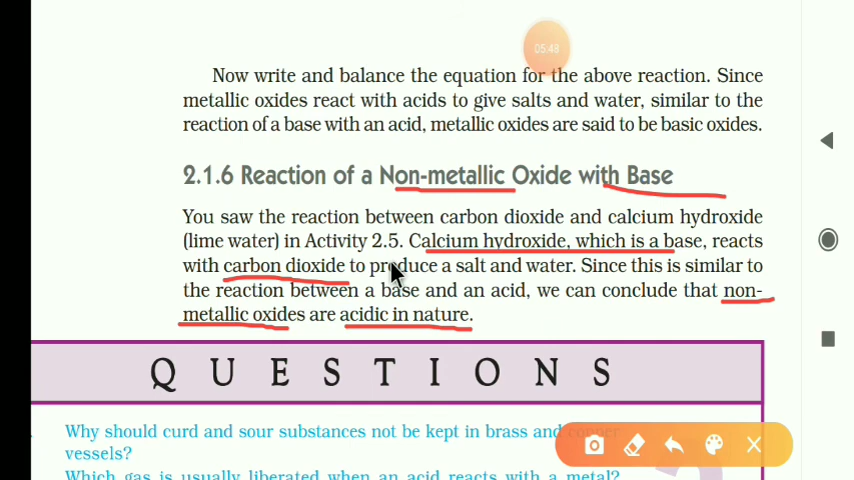 05:48
Now write and balance the equation for the above reaction. Since
metallic oxides react with acids to give salts and water, similar to the
reaction of a base with an acid, metallic oxides are said to be basic oxides.
2.1.6 Reaction of a Non-metallic Oxide with Base
You saw the reaction between carbon dioxide and calcium hydroxide
(lime water) in Activity 2.5. Calcium hydroxide, which is a base, reacts
with carbon dioxide to produce a salt and water. Since this is similar to
the reaction between a base and an acid, we can conclude that non-
metallic oxides are acidic in nature.
QUESTIONS
Why should curd and sour substances not be kept in brass and copper
vessels?
Which gas is usually liberated when an acid reacts with a metal?